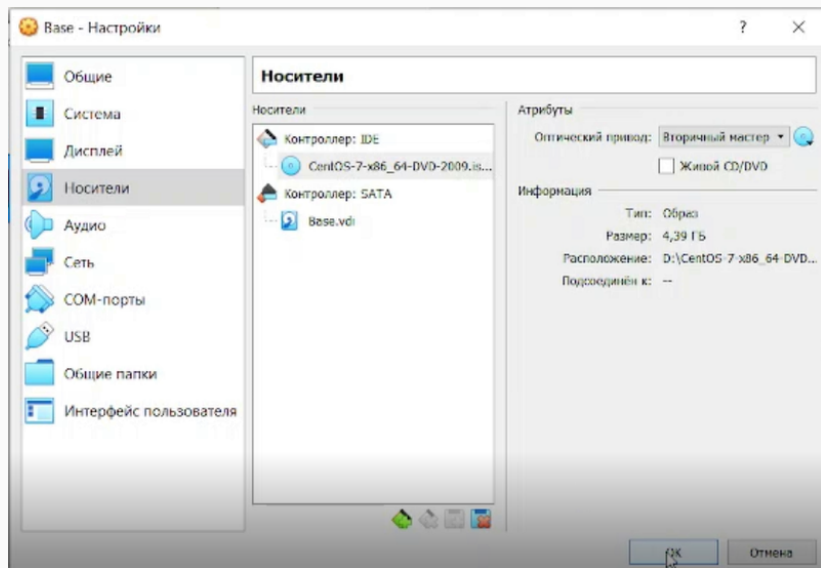 Base - Настройки
?
Общие
Система
Дисплей
Носители
Аудио
Сеть
COM-порты
USB
Общие папки
Интерфейс пользователя
Носители
Носители
Контроллер: IDE
CentOS-7-x86_64-DVD-2009.is...
Контроллер: SATA
Base.vdi
Атрибуты
Оптический привод: Вторичный мастер
Живой CD/DVD
Информация
Тип: Образ
Размер: 4,39 ГБ
Расположение: D:\CentOS-7-x86_64-DVD...
Подсоединён к: --
OK
Отмена